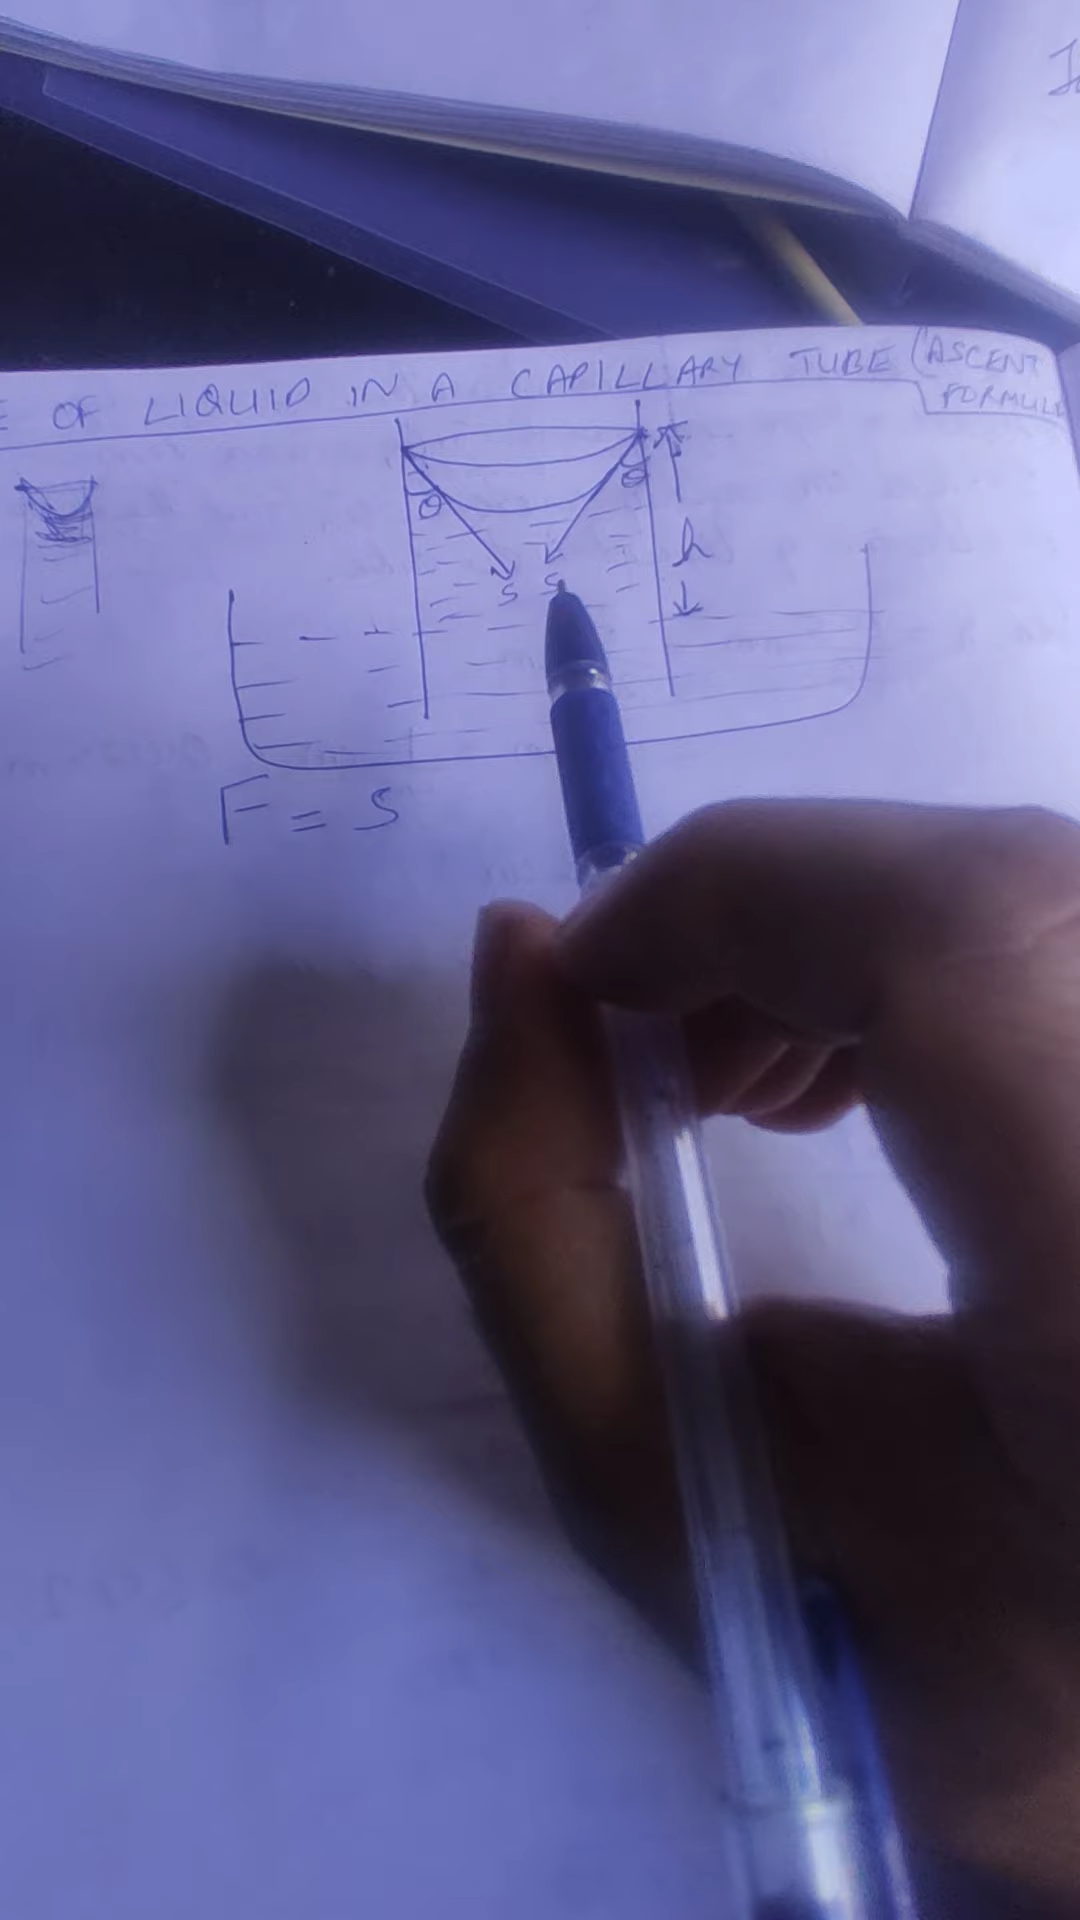 E OF LIQUID IN A CAPILLARY TUBE (ASCENT
FORMULA
θ θ
h
S S
F = S